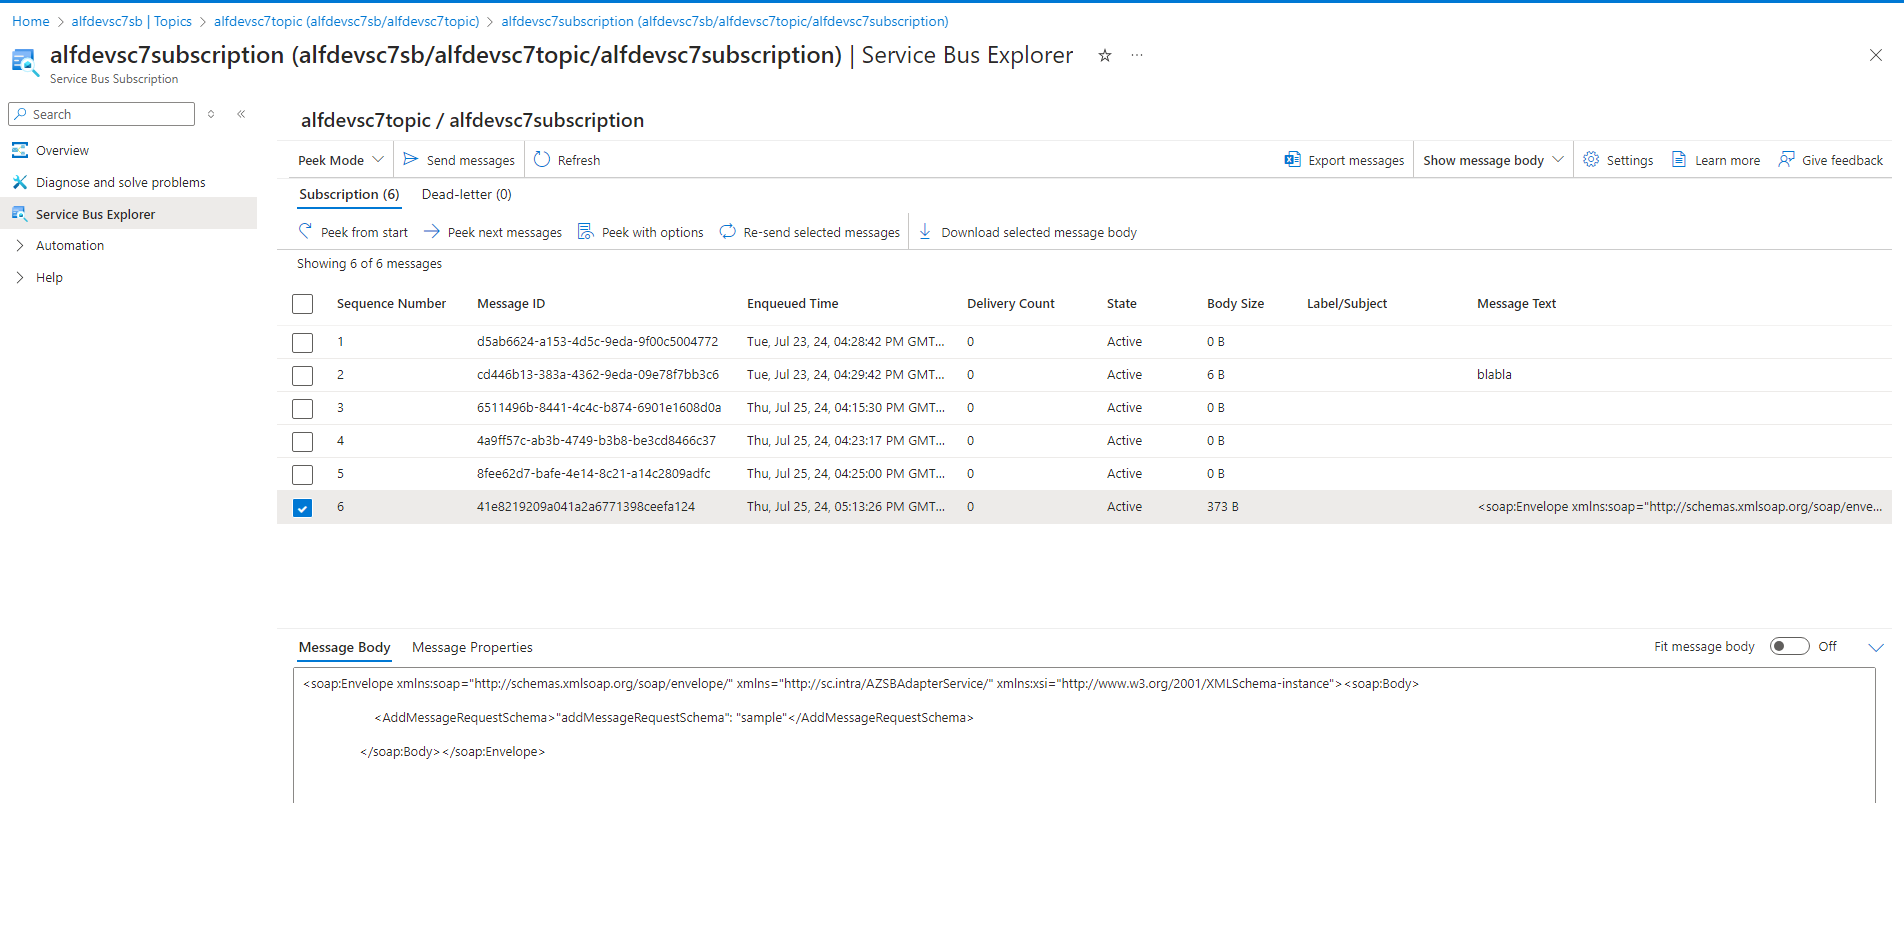 Home > alfdevsc7sb | Topics > alfdevsc7topic (alfdevsc7sb/alfdevsc7topic) > alfdevsc7subscription (alfdevsc7sb/alfdevsc7topic/alfdevsc7subscription)
alfdevsc7subscription (alfdevsc7sb/alfdevsc7topic/alfdevsc7subscription) | Service Bus Explorer
Service Bus Subscription
Search
Overview
Diagnose and solve problems
Service Bus Explorer
Automation
Help
alfdevsc7topic / alfdevsc7subscription
Peek Mode Send messages Refresh Export messages Show message body Settings Learn more Give feedback
Subscription (6) Dead-letter (0)
Peek from start Peek next messages Peek with options Re-send selected messages Download selected message body
Showing 6 of 6 messages
Sequence Number Message ID Enqueued Time Delivery Count State Body Size Label/Subject Message Text
1 d5ab6624-a153-4d5c-9eda-9f00c5004772 Tue, Jul 23, 24, 04:28:42 PM GMT... 0 Active 0 B
2 cd446b13-383a-4362-9eda-09e78f7bb3c6 Tue, Jul 23, 24, 04:29:42 PM GMT... 0 Active 6 B blabla
3 6511496b-8441-4c4c-b874-6901e1608d0a Thu, Jul 25, 24, 04:15:30 PM GMT... 0 Active 0 B
4 4a9ff57c-ab3b-4749-b3b8-be3cd8466c37 Thu, Jul 25, 24, 04:23:17 PM GMT... 0 Active 0 B
5 8fee62d7-bafe-4e14-8c21-a14c2809adfc Thu, Jul 25, 24, 04:25:00 PM GMT... 0 Active 0 B
6 41e8219209a041a2a6771398ceefa124 Thu, Jul 25, 24, 05:13:26 PM GMT... 0 Active 373 B <soap:Envelope xmlns:soap="http://schemas.xmlsoap.org/soap/enve...
Message Body Message Properties Fit message body Off
<soap:Envelope xmlns:soap="http://schemas.xmlsoap.org/soap/envelope/" xmlns="http://sc.intra/AZSBAdapterService/" xmlns:xsi="http://www.w3.org/2001/XMLSchema-instance"><soap:Body>
<AddMessageRequestSchema>"addMessageRequestSchema": "sample"</AddMessageRequestSchema>
</soap:Body></soap:Envelope>